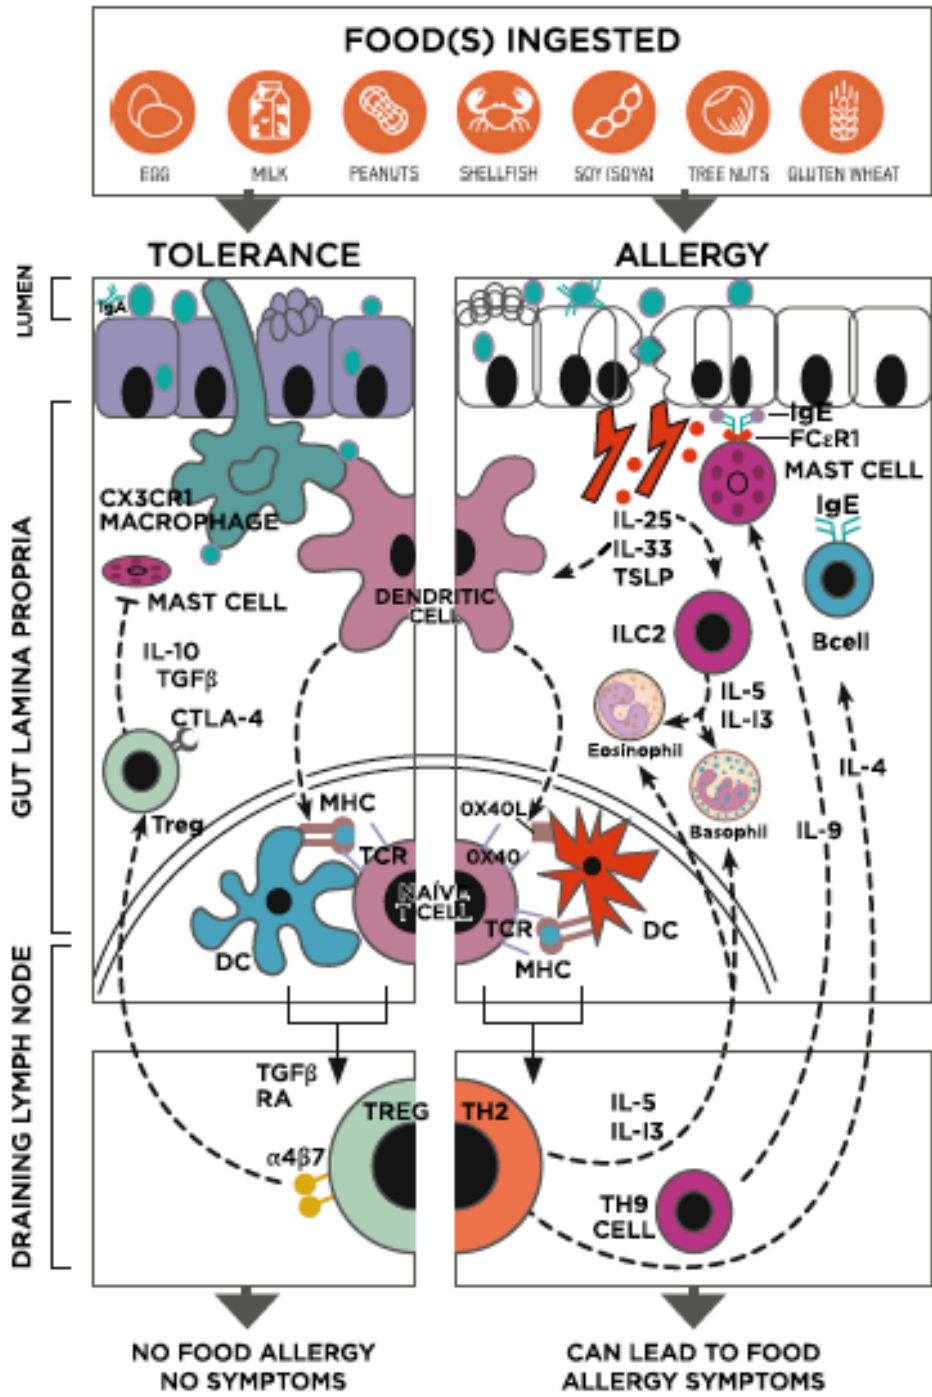 FOOD(S) INGESTED
EGG
MILK
PEANUTS
SHELLFISH
SOY (SOYA)
TREE NUTS
GLUTEN WHEAT
TOLERANCE
ALLERGY
LUMEN
IgA
GUT LAMINA PROPRIA
CX3CR1
MACROPHAGE
MAST CELL
IL-10
TGFβ
CTLA-4
Treg
DENDRITIC
CELL
IgE
FCεR1
MAST CELL
IgE
Bcell
IL-25
IL-33
TSLP
ILC2
IL-5
IL-13
Eosinophil
Basophil
IL-4
IL-9
MHC
TCR
DC
NAÏVE
T CELL
OX40L
OX40
TCR
MHC
DC
DRAINING LYMPH NODE
TGFβ
RA
α4β7
TREG
TH2
IL-5
IL-13
TH9
CELL
NO FOOD ALLERGY
NO SYMPTOMS
CAN LEAD TO FOOD
ALLERGY SYMPTOMS